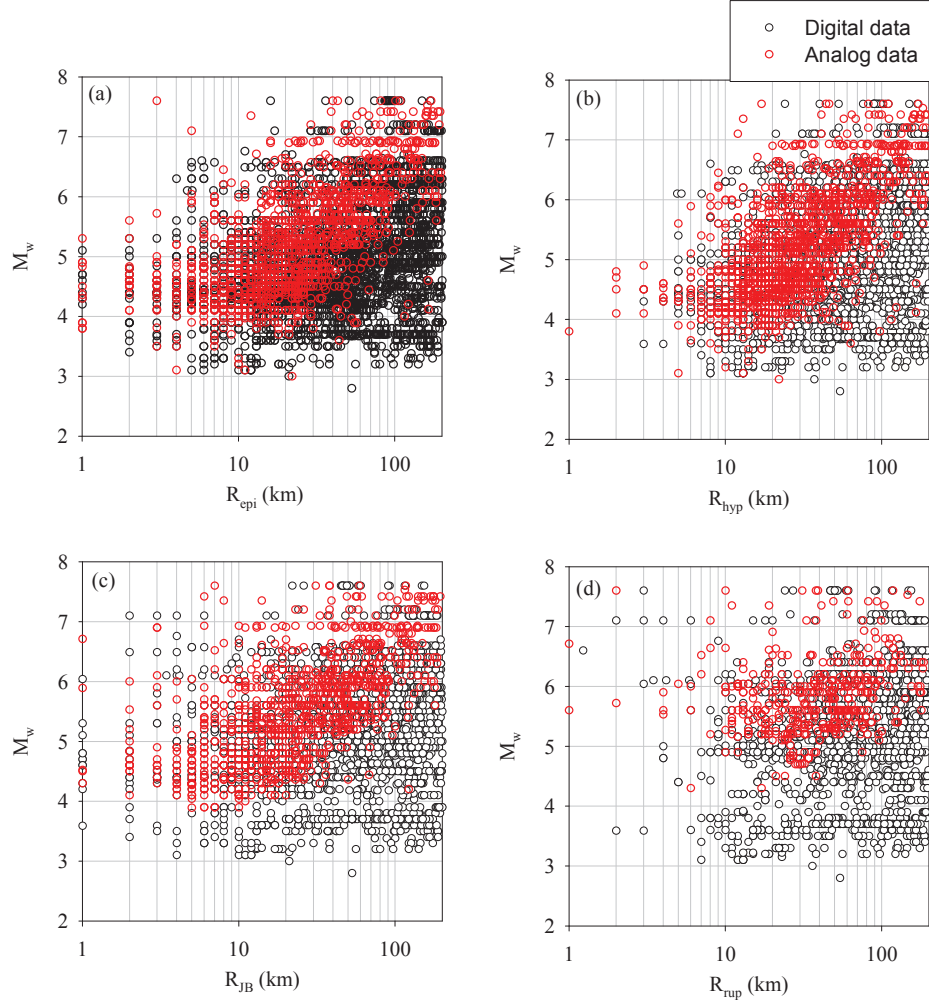 Digital data
Analog data
(a)
8
7
6
5
4
3
2
M_w
1 10 100
R_epi (km)
(b)
8
7
6
5
4
3
2
M_w
1 10 100
R_hyp (km)
(c)
8
7
6
5
4
3
2
M_w
1 10 100
R_JB (km)
(d)
8
7
6
5
4
3
2
M_w
1 10 100
R_rup (km)